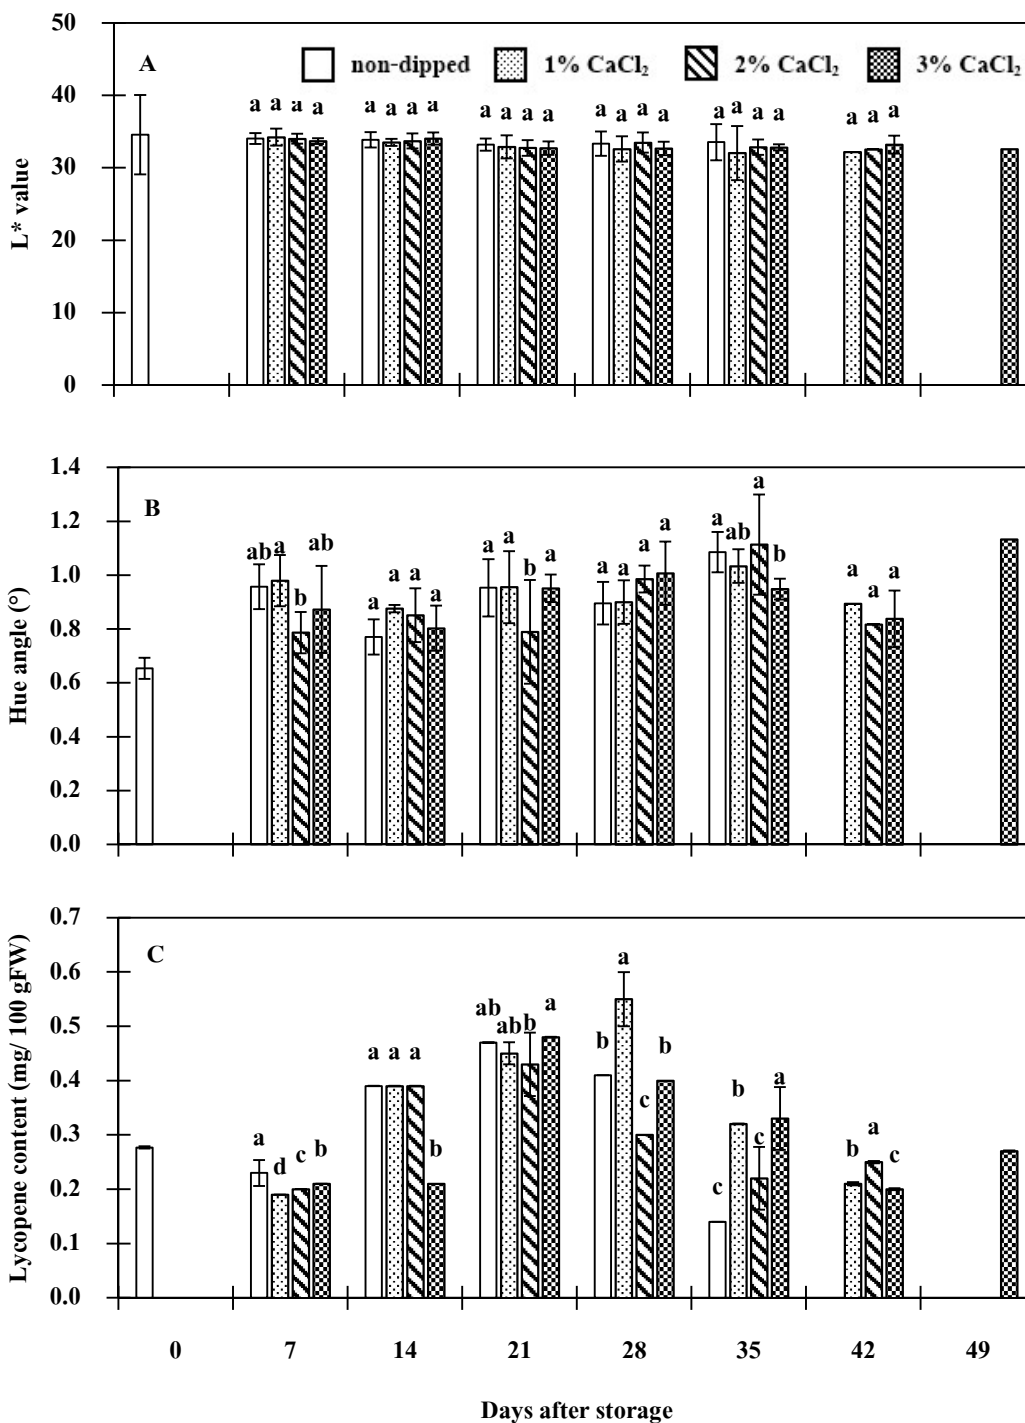 50
A
non-dipped 1% CaCl₂ 2% CaCl₂ 3% CaCl₂
40
a a a a a a a a a a a a a a a a a a a a a a a
30
L* value
20
10
0
1.4
B
1.2
ab a b ab a a a a a a b a a a a a a ab a b a a a
1.0
0.8
Hue angle (°)
0.6
0.4
0.2
0.0
0.7
C
0.6
a d c b a a a b ab ab b a b a c b c b c a b a c
0.5
0.4
Lycopene content (mg/ 100 gFW)
0.3
0.2
0.1
0.0
0 7 14 21 28 35 42 49
Days after storage